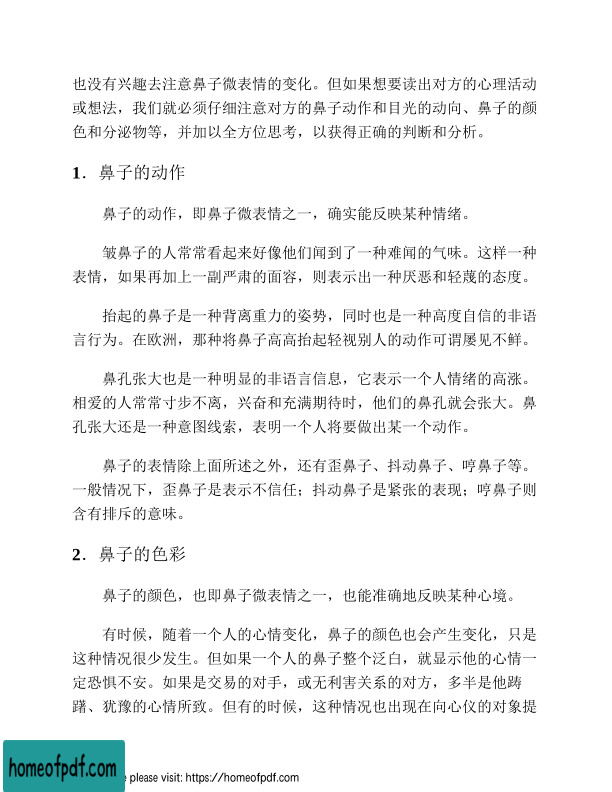 也没有兴趣去注意鼻子微表情的变化。但如果想要读出对方的心理活动
或想法，我们就必须仔细注意对方的鼻子动作和目光的动向、鼻子的颜
色和分泌物等，并加以全方位思考，以获得正确的判断和分析。
1．鼻子的动作
鼻子的动作，即鼻子微表情之一，确实能反映某种情绪。
皱鼻子的人常常看起来好像他们闻到了一种难闻的气味。这样一种
表情，如果再加上一副严肃的面容，则表示出一种厌恶和轻蔑的态度。
抬起的鼻子是一种背离重力的姿势，同时也是一种高度自信的非语
言行为。在欧洲，那种将鼻子高高抬起轻视别人的动作可谓屡见不鲜。
鼻孔张大也是一种明显的非语言信息，它表示一个人情绪的高涨。
相爱的人常常寸步不离，兴奋和充满期待时，他们的鼻孔就会张大。鼻
孔张大还是一种意图线索，表明一个人将要做出某一个动作。
鼻子的表情除上面所述之外，还有歪鼻子、抖动鼻子、哼鼻子等。
一般情况下，歪鼻子是表示不信任；抖动鼻子是紧张的表现；哼鼻子则
含有排斥的意味。
2．鼻子的色彩
鼻子的颜色，也即鼻子微表情之一，也能准确地反映某种心境。
有时候，随着一个人的心情变化，鼻子的颜色也会产生变化，只是
这种情况很少发生。但如果一个人的鼻子整个泛白，就显示他的心情一
定恐惧不安。如果是交易的对手，或无利害关系的对方，多半是他踌
躇、犹豫的心情所致。但有的时候，这种情况也出现在向心仪的对象提
homeofpdf.com
e please visit: https://homeofpdf.com